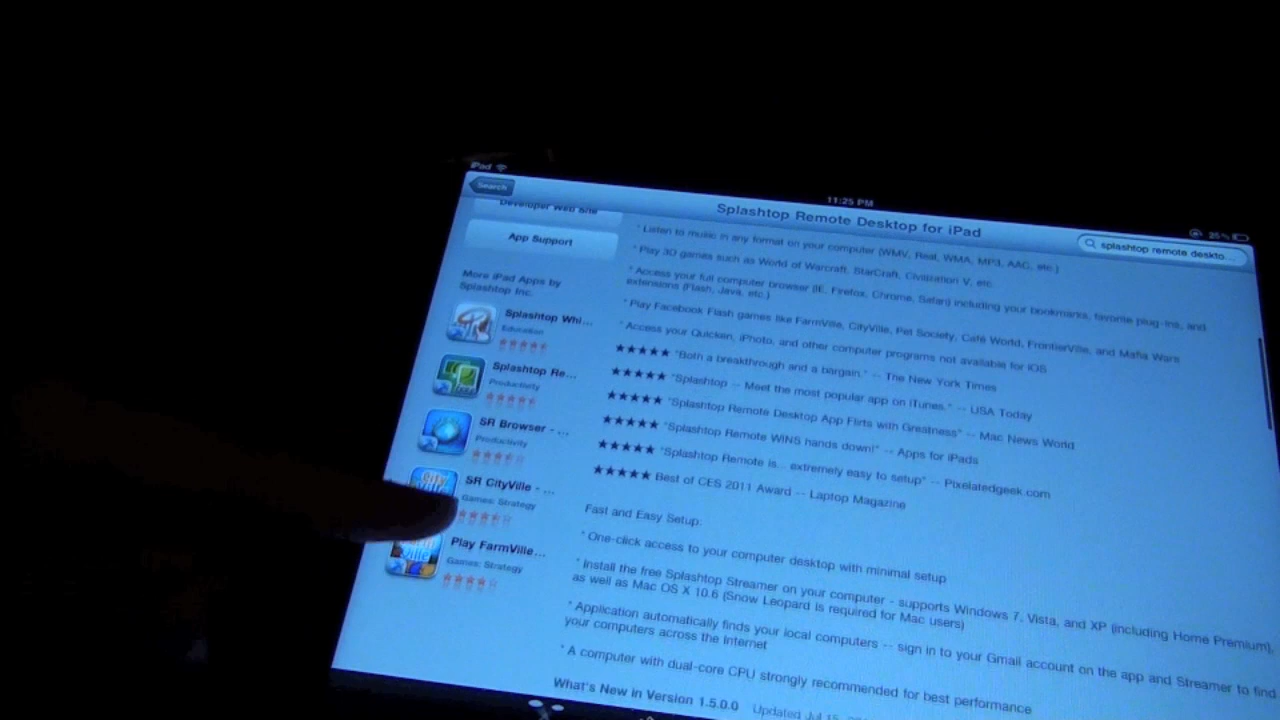 iPad
11:25 PM
25%
Search
Splashtop Remote Desktop for iPad
splashtop remote deskto...
Developer Web Site
App Support
More iPad Apps by
Splashtop Inc.
Splashtop Whi...
Education
Splashtop Re...
Productivity
SR Browser - ...
Productivity
SR CityVille - ...
Games: Strategy
Play FarmVille...
Games: Strategy
* Listen to music in any format on your computer (WMV, Real, WMA, MP3, AAC, etc.)
* Play 3D games such as World of Warcraft, StarCraft, Civilization V, etc.
* Access your full computer browser (IE, Firefox, Chrome, Safari) including your bookmarks, favorite plug-ins, and
extensions (Flash, Java, etc.)
* Play Facebook Flash games like FarmVille, CityVille, Pet Society, Café World, FrontierVille, and Mafia Wars
* Access your Quicken, iPhoto, and other computer programs not available for iOS
★★★★★ "Both a breakthrough and a bargain." -- The New York Times
★★★★★ "Splashtop -- Meet the most popular app on iTunes." -- USA Today
★★★★★ "Splashtop Remote Desktop App Flirts with Greatness" -- Mac News World
★★★★★ "Splashtop Remote WINS hands down!" -- Apps for iPads
★★★★★ "Splashtop Remote is... extremely easy to setup" -- Pixelatedgeek.com
★★★★★ Best of CES 2011 Award -- Laptop Magazine
Fast and Easy Setup:
* One-click access to your computer desktop with minimal setup
* Install the free Splashtop Streamer on your computer - supports Windows 7, Vista, and XP (including Home Premium),
as well as Mac OS X 10.6 (Snow Leopard is required for Mac users)
* Application automatically finds your local computers -- sign in to your Gmail account on the app and Streamer to find
your computers across the Internet
* A computer with dual-core CPU strongly recommended for best performance
What's New in Version 1.5.0.0
Updated Jul 15,